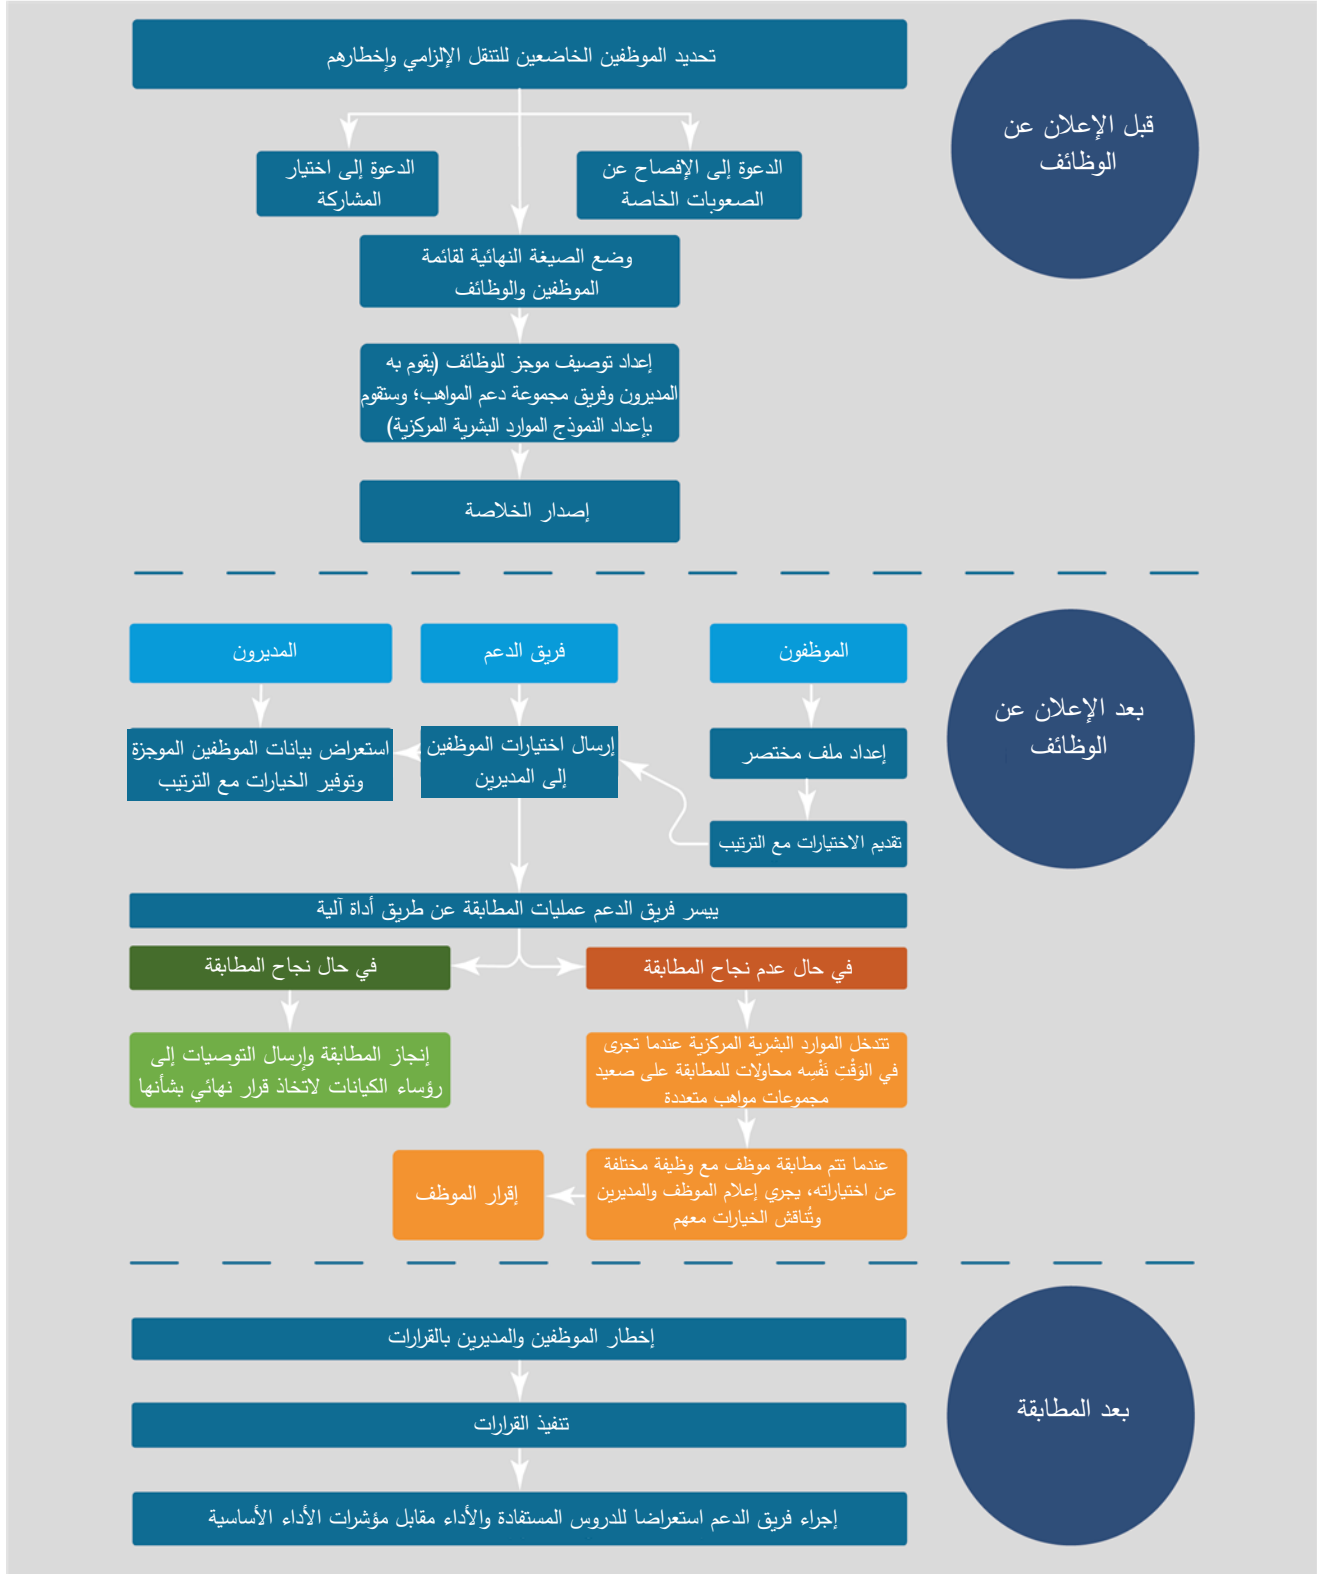 قبل الإعلان عن
الوظائف
تحديد الموظفين الخاضعين للتنقل الإلزامي وإخطارهم
الدعوة إلى الإفصاح عن
الصعوبات الخاصة
الدعوة إلى اختيار
المشاركة
وضع الصيغة النهائية لقائمة
الموظفين والوظائف
إعداد توصيف موجز للوظائف (يقوم به
المديرون وفريق مجموعة دعم المواهب؛ وستقوم
بإعداد النموذج الموارد البشرية المركزية)
إصدار الخلاصة
بعد الإعلان عن
الوظائف
الموظفون
فريق الدعم
المديرون
إعداد ملف مختصر
تقديم الاختيارات مع الترتيب
إرسال اختيارات الموظفين
إلى المديرين
استعراض بيانات الموظفين الموجزة
وتوفير الخيارات مع الترتيب
ييسر فريق الدعم عمليات المطابقة عن طريق أداة آلية
في حال عدم نجاح المطابقة
في حال نجاح المطابقة
تتدخل الموارد البشرية المركزية عندما تجرى
في الوَقْتِ نَفْسِه محاولات للمطابقة على صعيد
مجموعات مواهب متعددة
إنجاز المطابقة وإرسال التوصيات إلى
رؤساء الكيانات لاتخاذ قرار نهائي بشأنها
عندما تتم مطابقة موظف مع وظيفة مختلفة
عن اختياراته، يجري إعلام الموظف والمديرين
وتُناقش الخيارات معهم
إقرار الموظف
بعد المطابقة
إخطار الموظفين والمديرين بالقرارات
تنفيذ القرارات
إجراء فريق الدعم استعراضا للدروس المستفادة والأداء مقابل مؤشرات الأداء الأساسية